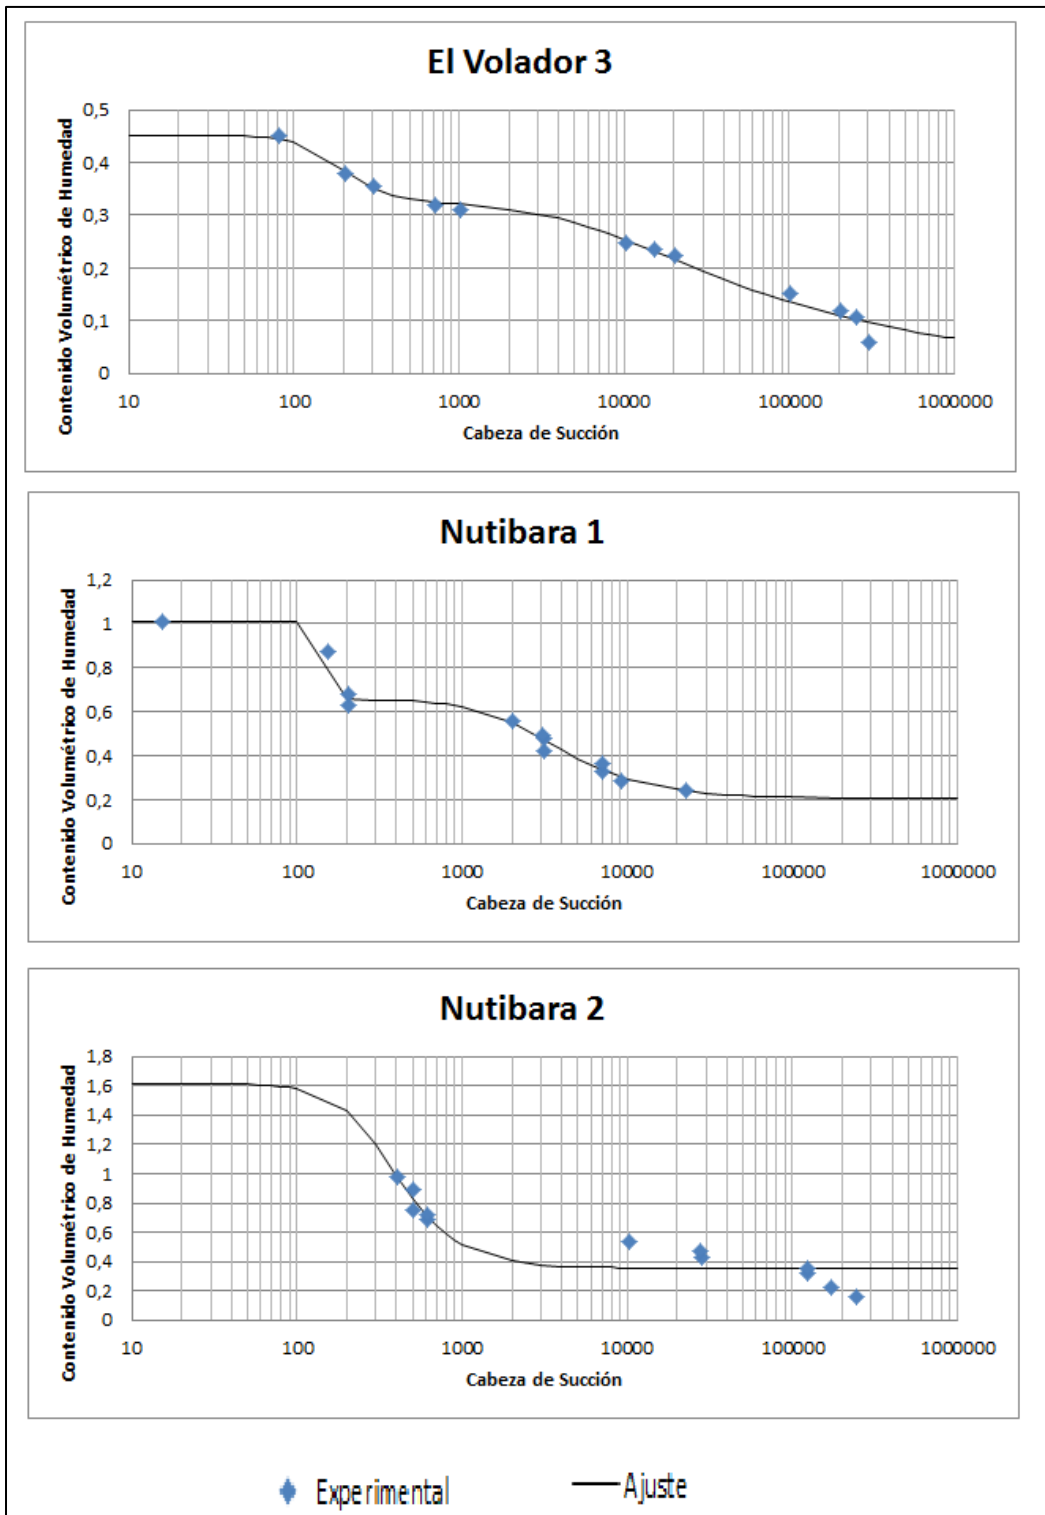 El Volador 3
Contenido Volumétrico de Humedad
0,5
0,4
0,3
0,2
0,1
0
10 100 1000 10000 100000 1000000
Cabeza de Succión
Nutibara 1
Contenido Volumétrico de Humedad
1,2
1
0,8
0,6
0,4
0,2
0
10 100 1000 10000 100000 1000000
Cabeza de Succión
Nutibara 2
Contenido Volumétrico de Humedad
1,8
1,6
1,4
1,2
1
0,8
0,6
0,4
0,2
0
10 100 1000 10000 100000 1000000
Cabeza de Succión
Experimental Ajuste